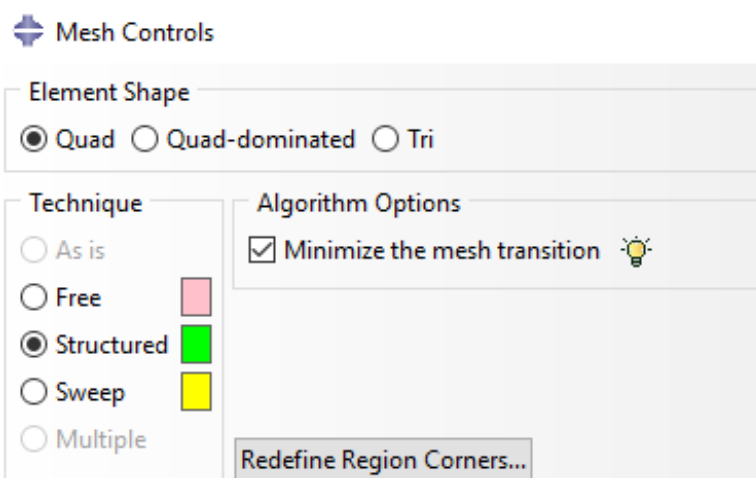 Mesh Controls
Element Shape
Quad Quad-dominated Tri
Technique
As is
Free
Structured
Sweep
Multiple
Algorithm Options
Minimize the mesh transition
Redefine Region Corners...